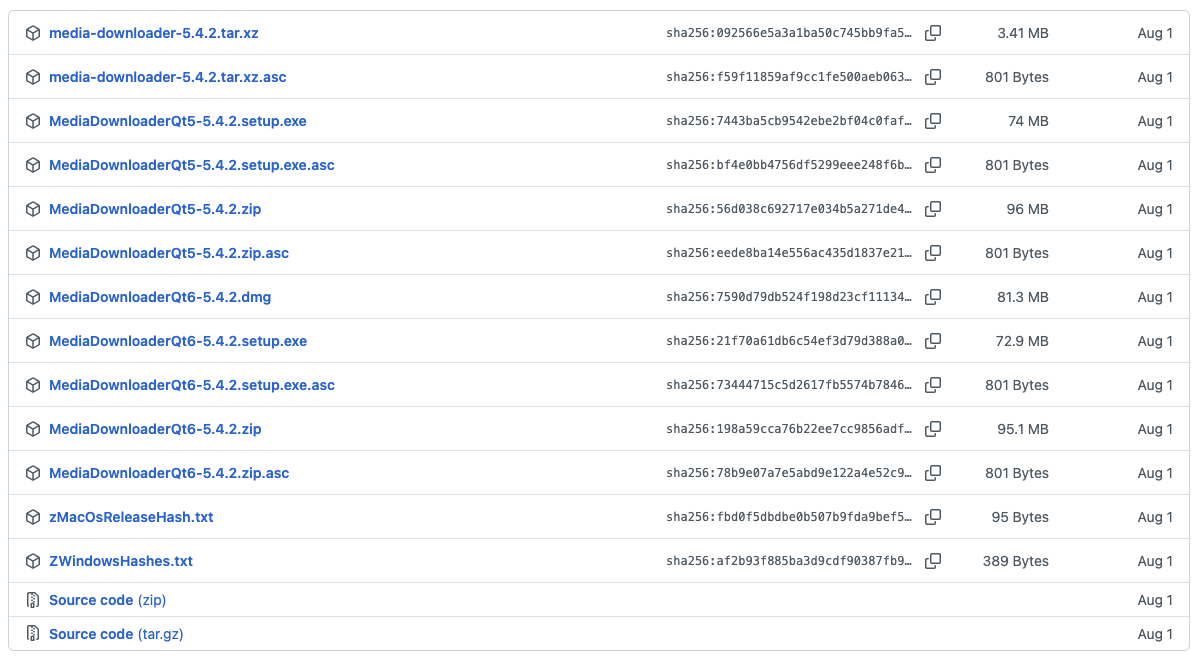 media-downloader-5.4.2.tar.xz sha256:092566e5a3a1ba50c745bb9fa5… 3.41 MB Aug 1
media-downloader-5.4.2.tar.xz.asc sha256:f59f11859af9cc1fe500aeb063… 801 Bytes Aug 1
MediaDownloaderQt5-5.4.2.setup.exe sha256:7443ba5cb9542ebe2bf04c0faf… 74 MB Aug 1
MediaDownloaderQt5-5.4.2.setup.exe.asc sha256:bf4e0bb4756df5299eee248f6b… 801 Bytes Aug 1
MediaDownloaderQt5-5.4.2.zip sha256:56d038c692717e034b5a271de4… 96 MB Aug 1
MediaDownloaderQt5-5.4.2.zip.asc sha256:eede8ba14e556ac435d1837e21… 801 Bytes Aug 1
MediaDownloaderQt6-5.4.2.dmg sha256:7590d79db524f198d23cf11134… 81.3 MB Aug 1
MediaDownloaderQt6-5.4.2.setup.exe sha256:21f70a61db6c54ef3d79d388a0… 72.9 MB Aug 1
MediaDownloaderQt6-5.4.2.setup.exe.asc sha256:73444715c5d2617fb5574b7846… 801 Bytes Aug 1
MediaDownloaderQt6-5.4.2.zip sha256:198a59cca76b22ee7cc9856adf… 95.1 MB Aug 1
MediaDownloaderQt6-5.4.2.zip.asc sha256:78b9e07a7e5abd9e122a4e52c9… 801 Bytes Aug 1
zMacOsReleaseHash.txt sha256:fbd0f5dbdbe0b507b9fda9bef5… 95 Bytes Aug 1
ZWindowsHashes.txt sha256:af2b93f885ba3d9cdf90387fb9… 389 Bytes Aug 1
Source code (zip) Aug 1
Source code (tar.gz) Aug 1